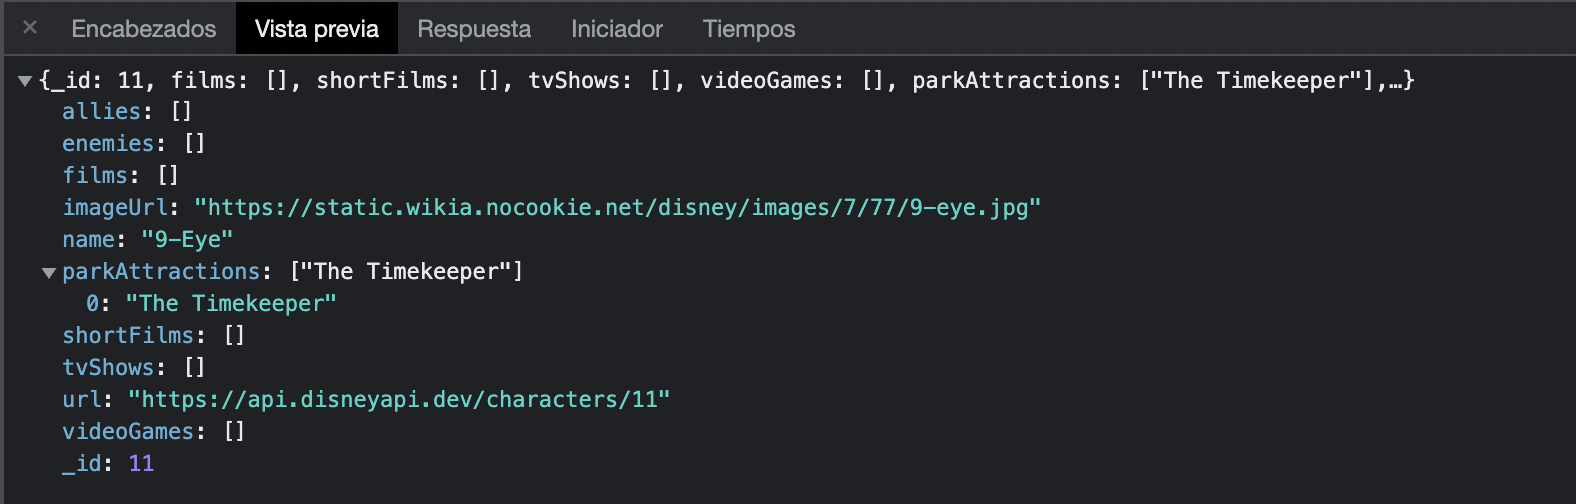 × Encabezados Vista previa Respuesta Iniciador Tiempos
▼{_id: 11, films: [], shortFilms: [], tvShows: [], videoGames: [], parkAttractions: ["The Timekeeper"],…}
allies: []
enemies: []
films: []
imageUrl: "https://static.wikia.nocookie.net/disney/images/7/77/9-eye.jpg"
name: "9-Eye"
▼parkAttractions: ["The Timekeeper"]
0: "The Timekeeper"
shortFilms: []
tvShows: []
url: "https://api.disneyapi.dev/characters/11"
videoGames: []
_id: 11